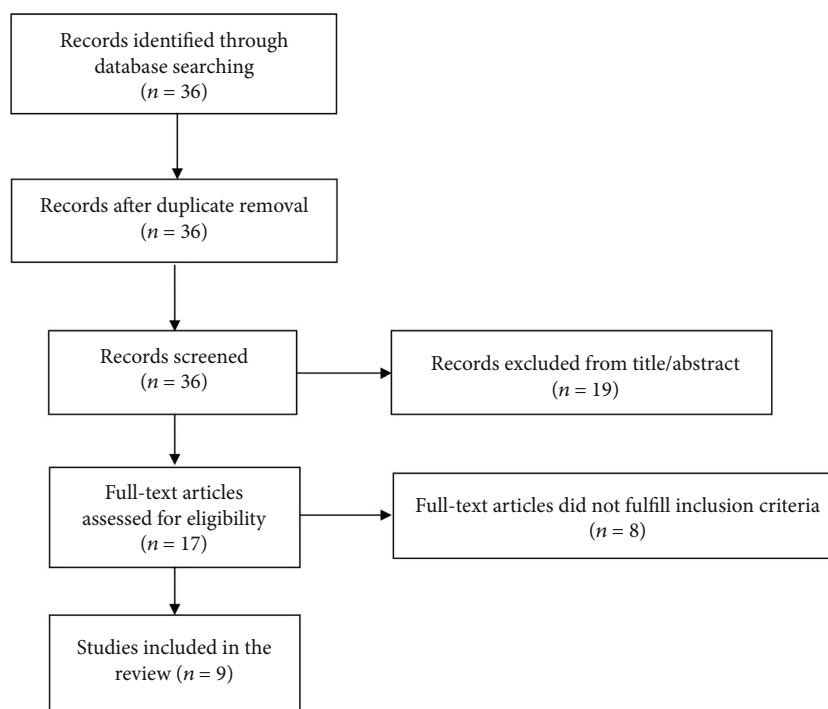 Records identified through
database searching
(n = 36)
Records after duplicate removal
(n = 36)
Records screened
(n = 36)
Records excluded from title/abstract
(n = 19)
Full-text articles
assessed for eligibility
(n = 17)
Full-text articles did not fulfill inclusion criteria
(n = 8)
Studies included in the
review (n = 9)